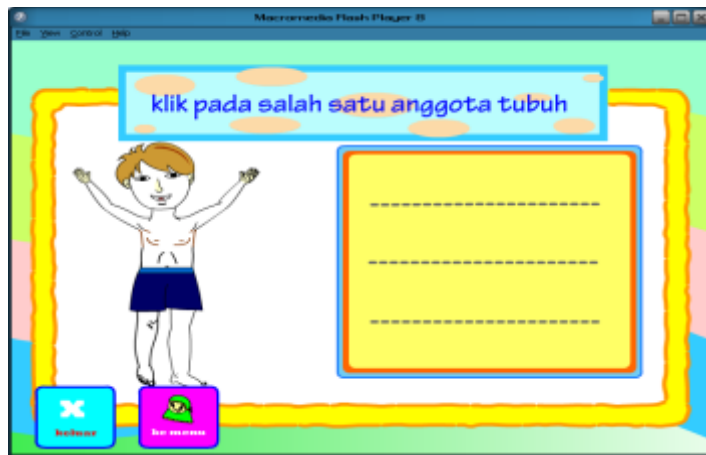 Macromedia Flash Player 8
File View Control Help
klik pada salah satu anggota tubuh
keluar
ke menu